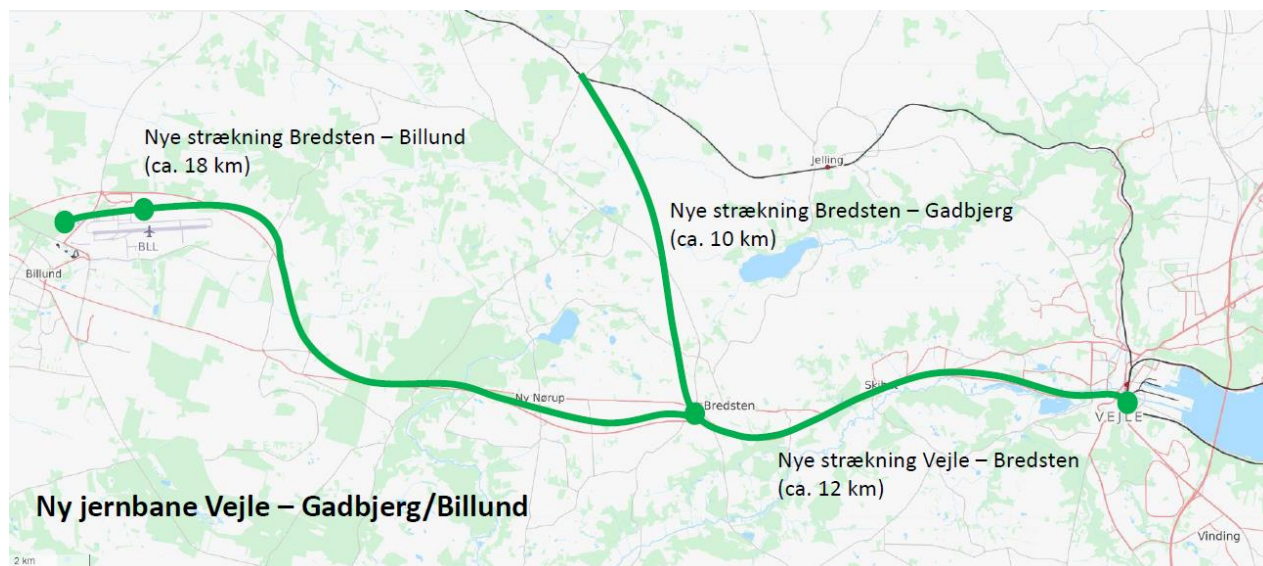 Nye strækning Bredsten – Billund
(ca. 18 km)
Jelling
Nye strækning Bredsten – Gadbjerg
(ca. 10 km)
BLL
Billund
Ny Nørup
Bredsten
VEJLE
Nye strækning Vejle – Bredsten
(ca. 12 km)
Ny jernbane Vejle – Gadbjerg/Billund
Vinding
2 km